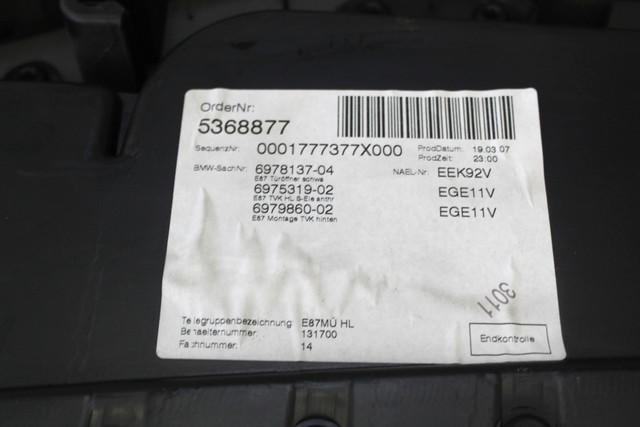 OrderNr:
5368877
SequenzNr: 0001777377X000 ProdDatum: 19.03.07
ProdZeit: 23:00
BMW-SachNr: 6978137-04 NAEL-Nr. EEK92V
E87 Türöffner schwa
6975319-02 EGE11V
E87 TVK HL S-Ele anthr
6979860-02 EGE11V
E87 Montage TVK hinten
3011
Teilegruppenbezeichnung: E87MÜ HL
Behaelternummer: 131700
Fachnummer: 14
Endkontrolle